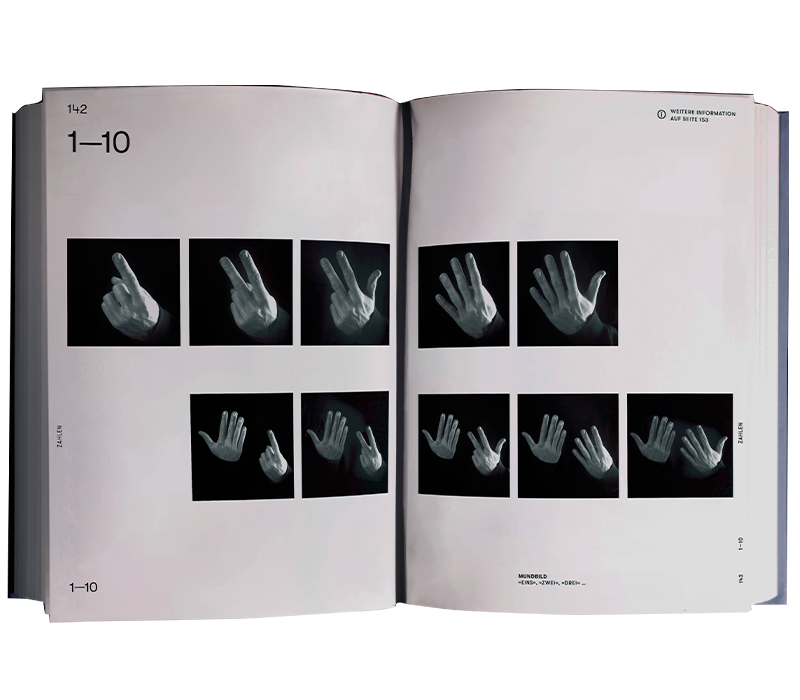 142
1—10
WEITERE INFORMATION
AUF SEITE 153
ZAHLEN
ZAHLEN
1—10
142
1—10
MUNDBILD
»EINS«, »ZWEI«, »DREI« …